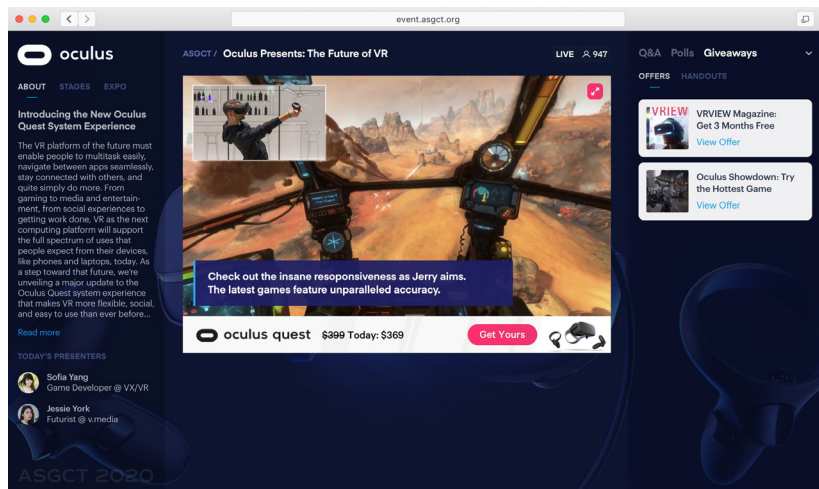 event.asgct.org
oculus
ABOUT STAGES EXPO
Introducing the New Oculus
Quest System Experience
The VR platform of the future must
enable people to multitask easily,
navigate between apps seamlessly,
stay connected with others, and
quite simply do more. From
gaming to media and entertain-
ment, from social experiences to
getting work done, VR as the next
computing platform will support
the full spectrum of uses that
people expect from their devices,
like phones and laptops, today. As
a step toward that future, we're
unveiling a major update to the
Oculus Quest system experience
that makes VR more flexible, social,
and easy to use than ever before...
Read more
TODAY'S PRESENTERS
Sofia Yang
Game Developer @ VX/VR
Jessie York
Futurist @ v.media
ASGCT 2020
ASGCT / Oculus Presents: The Future of VR
LIVE 947
Check out the insane resoponsiveness as Jerry aims.
The latest games feature unparalleled accuracy.
oculus quest $399 Today: $369 Get Yours
Q&A Polls Giveaways
OFFERS HANDOUTS
VRIEW
VRVIEW Magazine:
Get 3 Months Free
View Offer
Oculus Showdown: Try
the Hottest Game
View Offer